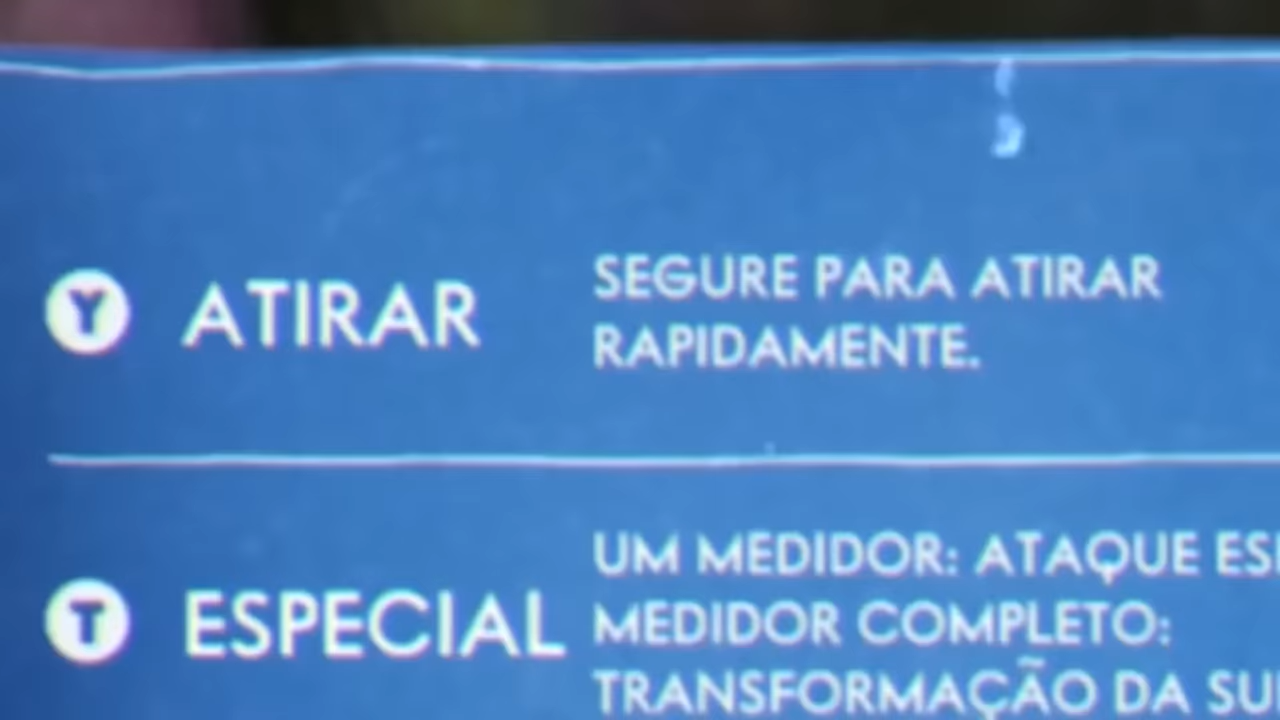 Y ATIRAR SEGURE PARA ATIRAR
RAPIDAMENTE.
T ESPECIAL UM MEDIDOR: ATAQUE
MEDIDOR COMPLETO:
TRANSFORMAÇÃO DA